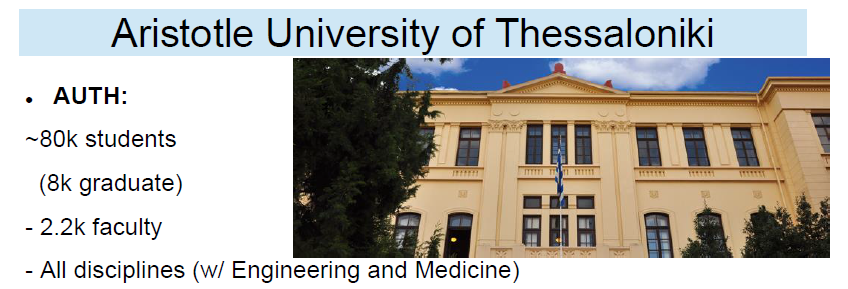 Aristotle University of Thessaloniki
• AUTH:
~80k students
(8k graduate)
- 2.2k faculty
- All disciplines (w/ Engineering and Medicine)